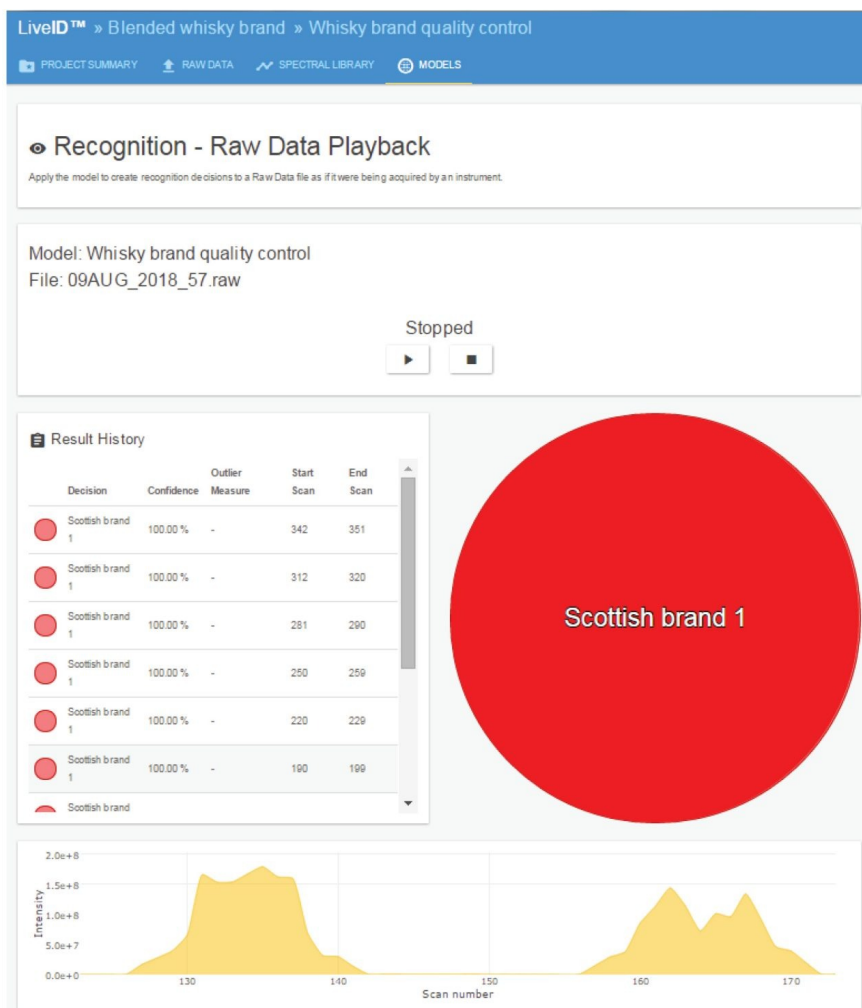 LiveID™ » Blended whisky brand » Whisky brand quality control
PROJECT SUMMARY RAW DATA SPECTRAL LIBRARY MODELS
Recognition - Raw Data Playback
Apply the model to create recognition decisions to a Raw Data file as if it were being acquired by an instrument.
Model: Whisky brand quality control
File: 09AUG_2018_57.raw
Stopped
Result History
Decision Confidence Outlier Measure Start Scan End Scan
Scottish brand 1 100.00 % - 342 351
Scottish brand 1 100.00 % - 312 320
Scottish brand 1 100.00 % - 281 290
Scottish brand 1 100.00 % - 250 259
Scottish brand 1 100.00 % - 220 229
Scottish brand 1 100.00 % - 190 199
Scottish brand
Scottish brand 1
Intensity
2.0e+8
1.5e+8
1.0e+8
5.0e+7
0.0e+0
130 140 150 160 170
Scan number